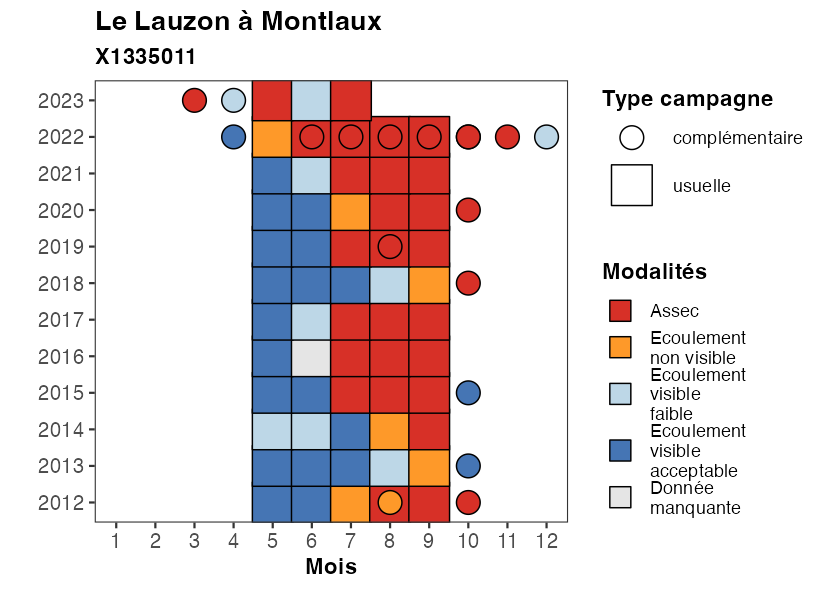 Le Lauzon à Montlaux
X1335011
2023
2022
2021
2020
2019
2018
2017
2016
2015
2014
2013
2012
1 2 3 4 5 6 7 8 9 10 11 12
Mois
Type campagne
complémentaire
usuelle
Modalités
Assec
Ecoulement
non visible
Ecoulement
visible
faible
Ecoulement
visible
acceptable
Donnée
manquante